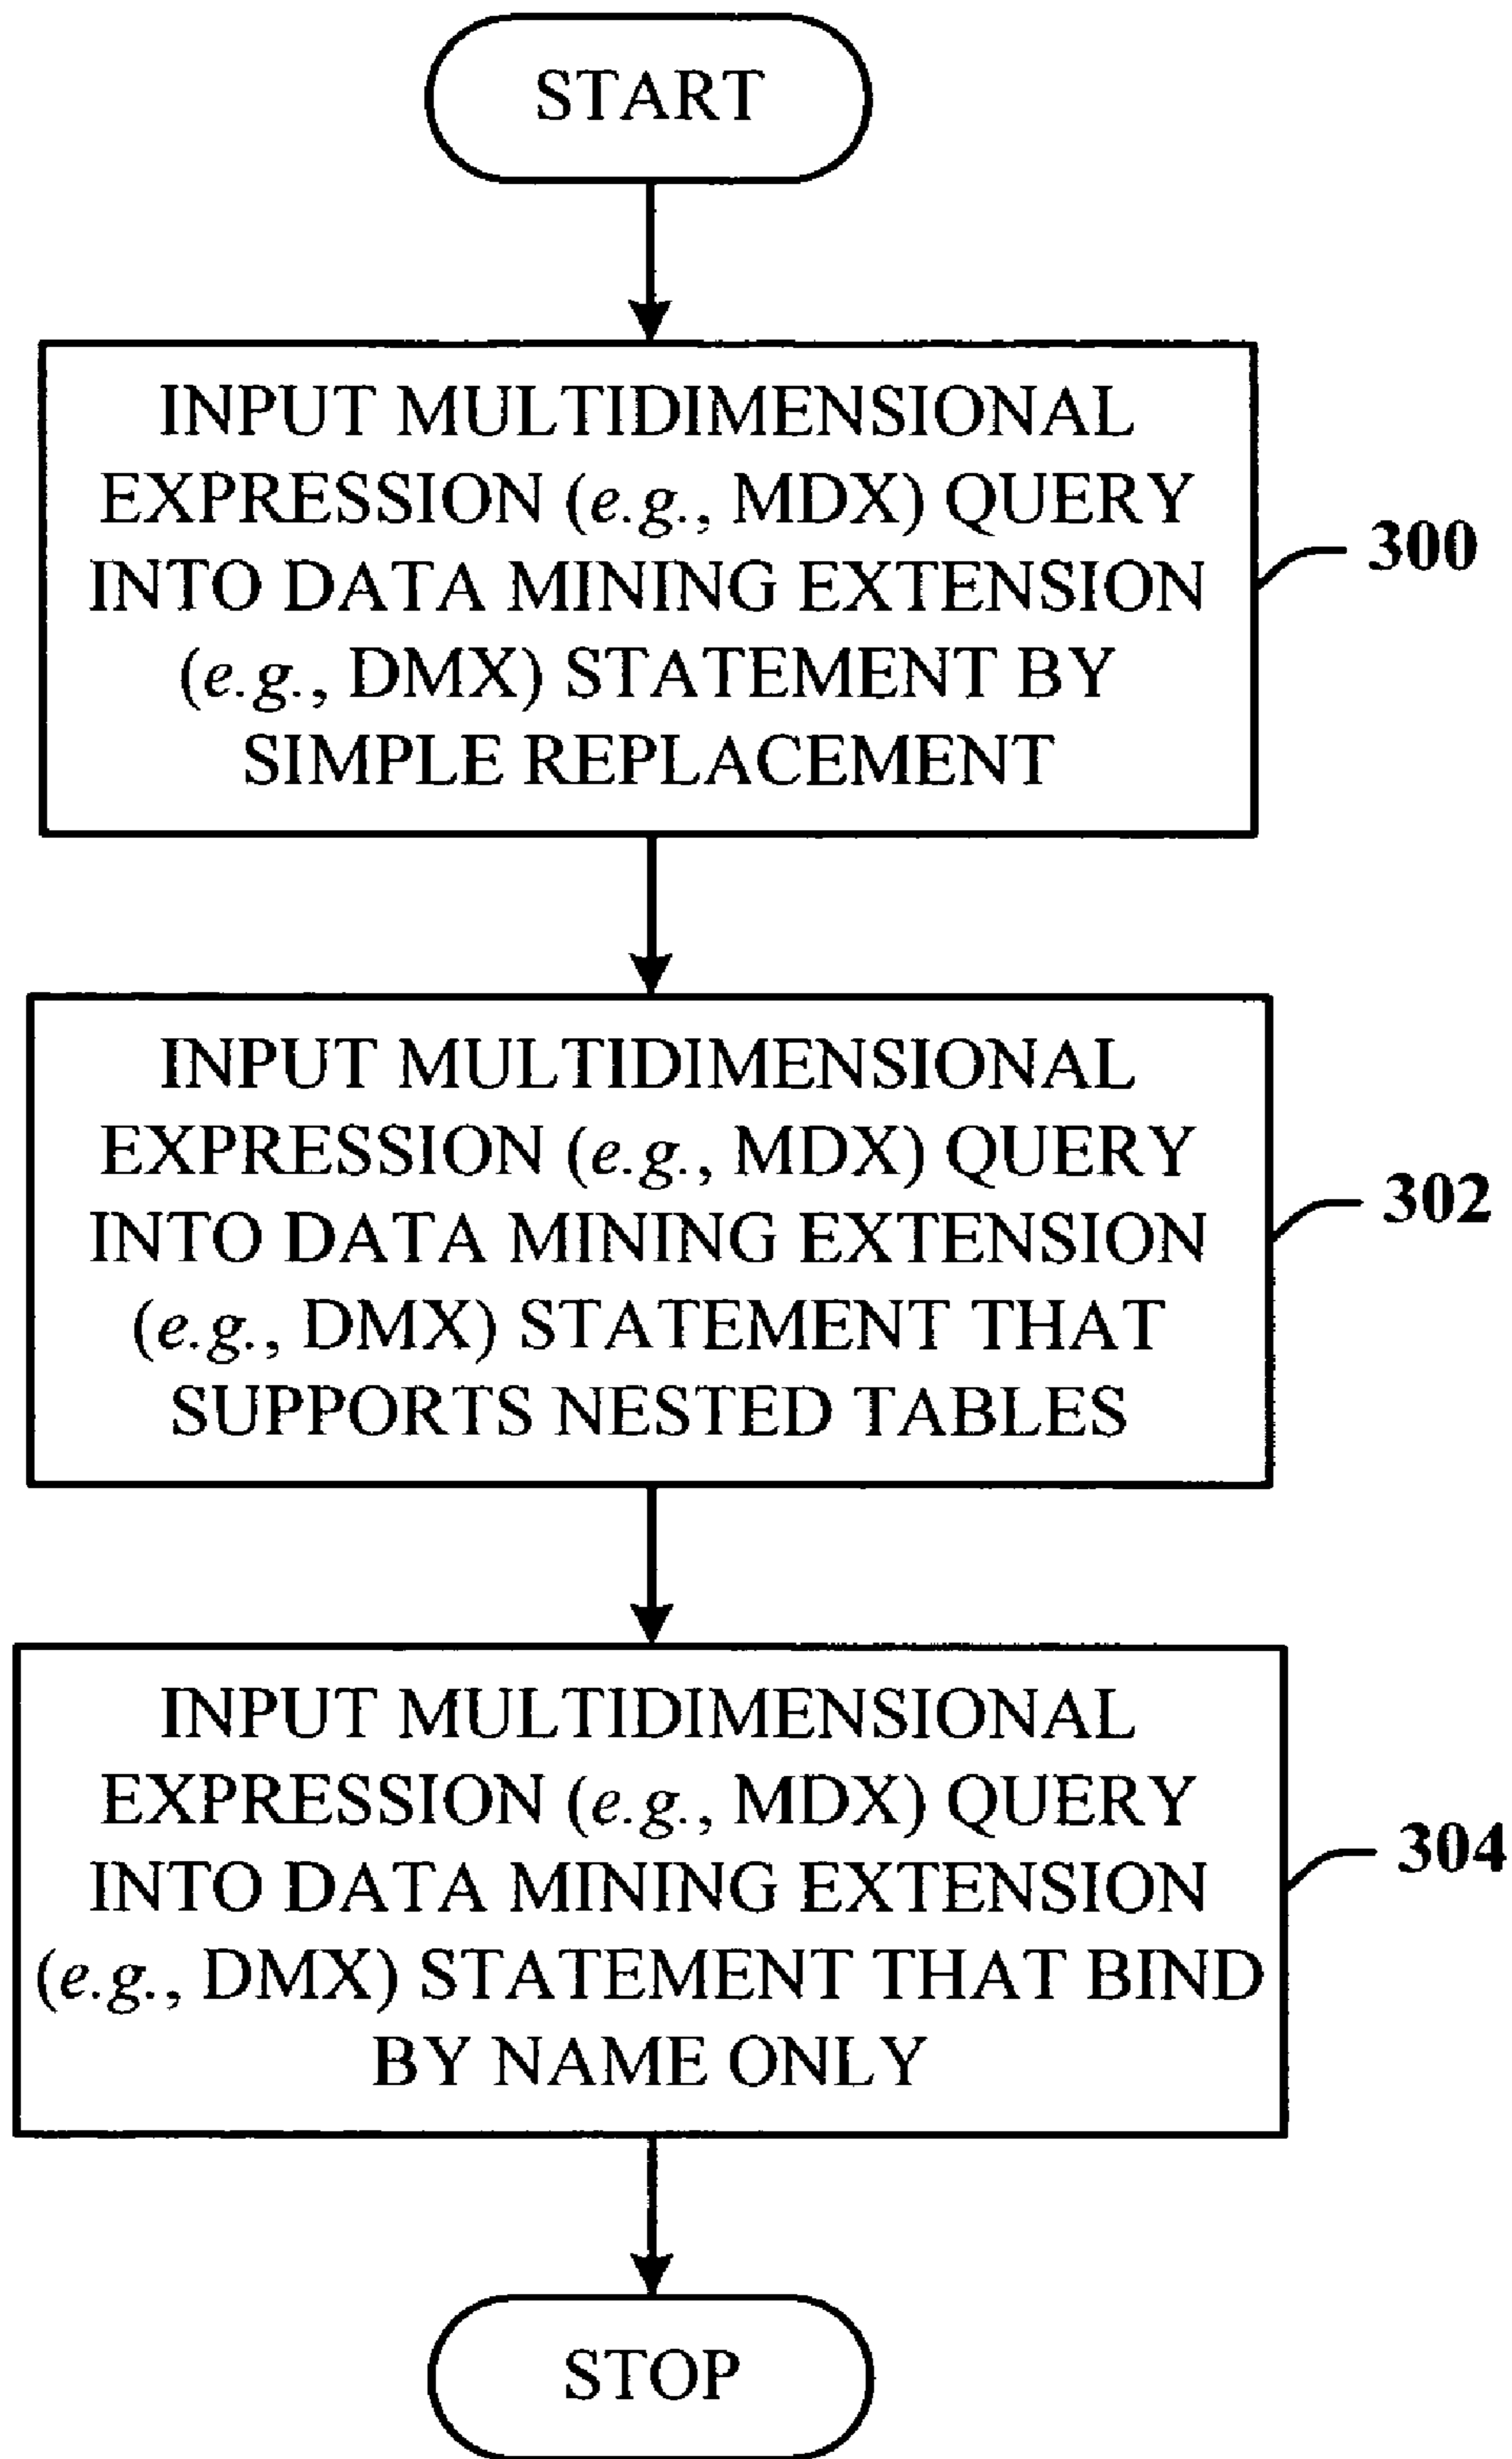 START
INPUT MULTIDIMENSIONAL
EXPRESSION (e.g., MDX) QUERY
INTO DATA MINING EXTENSION
(e.g., DMX) STATEMENT BY
SIMPLE REPLACEMENT
300
INPUT MULTIDIMENSIONAL
EXPRESSION (e.g., MDX) QUERY
INTO DATA MINING EXTENSION
(e.g., DMX) STATEMENT THAT
SUPPORTS NESTED TABLES
302
INPUT MULTIDIMENSIONAL
EXPRESSION (e.g., MDX) QUERY
INTO DATA MINING EXTENSION
(e.g., DMX) STATEMENT THAT BIND
BY NAME ONLY
304
STOP